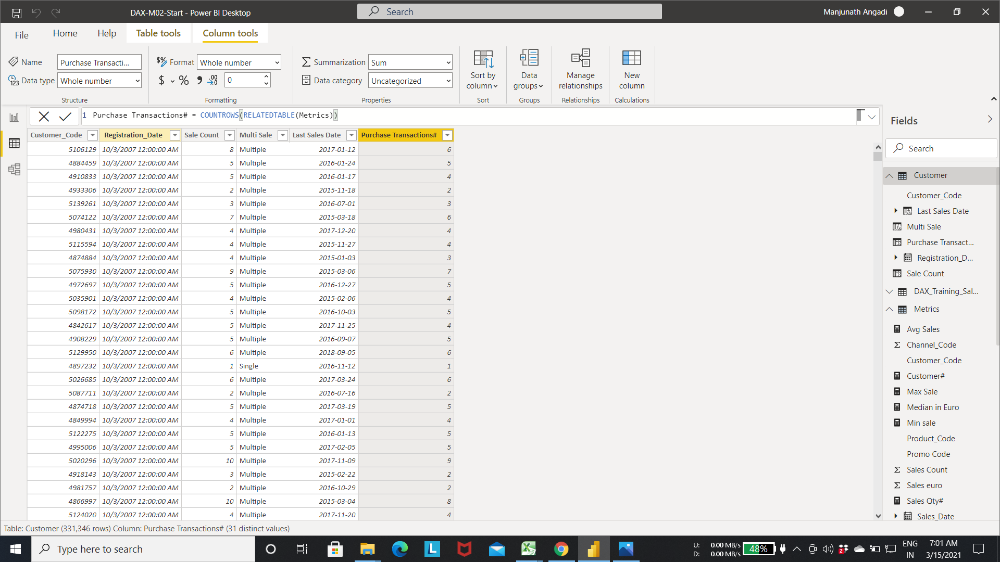 DAX-M02-Start - Power BI Desktop
Search
Manjunath Angadi
File
Home
Help
Table tools
Column tools
Name
Purchase Transacti...
Format
Whole number
Summarization
Sum
Data type
Whole number
$ % 9 .00
0
Data category
Uncategorized
Sort by column
Data groups
Manage relationships
New column
Structure
Formatting
Properties
Sort
Groups
Relationships
Calculations
1 Purchase Transactions# = COUNTROWS(RELATEDTABLE(Metrics))
Customer_Code Registration_Date Sale Count Multi Sale Last Sales Date Purchase Transactions#
5106129 10/3/2007 12:00:00 AM 8 Multiple 2017-01-12 6
4884459 10/3/2007 12:00:00 AM 5 Multiple 2016-01-24 5
4910833 10/3/2007 12:00:00 AM 5 Multiple 2016-01-17 4
4933306 10/3/2007 12:00:00 AM 2 Multiple 2015-11-18 2
5139261 10/3/2007 12:00:00 AM 3 Multiple 2016-07-01 3
5074122 10/3/2007 12:00:00 AM 7 Multiple 2015-03-18 6
4980431 10/3/2007 12:00:00 AM 4 Multiple 2017-12-20 4
5115594 10/3/2007 12:00:00 AM 4 Multiple 2015-11-27 4
4874884 10/3/2007 12:00:00 AM 4 Multiple 2015-01-03 3
5075930 10/3/2007 12:00:00 AM 9 Multiple 2015-03-06 7
4972697 10/3/2007 12:00:00 AM 5 Multiple 2016-12-27 5
5035901 10/3/2007 12:00:00 AM 4 Multiple 2015-02-06 4
5098172 10/3/2007 12:00:00 AM 5 Multiple 2016-10-03 5
4842617 10/3/2007 12:00:00 AM 5 Multiple 2017-11-25 4
4908229 10/3/2007 12:00:00 AM 5 Multiple 2016-09-07 5
5129950 10/3/2007 12:00:00 AM 6 Multiple 2018-09-05 6
4897232 10/3/2007 12:00:00 AM 1 Single 2016-11-12 1
5026685 10/3/2007 12:00:00 AM 6 Multiple 2017-03-24 6
5087711 10/3/2007 12:00:00 AM 2 Multiple 2016-07-16 2
4874718 10/3/2007 12:00:00 AM 5 Multiple 2017-03-19 5
4849994 10/3/2007 12:00:00 AM 4 Multiple 2017-01-01 4
5122275 10/3/2007 12:00:00 AM 5 Multiple 2016-01-13 5
4995006 10/3/2007 12:00:00 AM 5 Multiple 2017-02-05 5
5020296 10/3/2007 12:00:00 AM 10 Multiple 2017-11-09 9
4918143 10/3/2007 12:00:00 AM 3 Multiple 2015-02-22 2
4981757 10/3/2007 12:00:00 AM 2 Multiple 2016-10-29 2
4866997 10/3/2007 12:00:00 AM 10 Multiple 2015-03-04 8
5124020 10/3/2007 12:00:00 AM 4 Multiple 2017-11-20 4
Fields
Search
Customer
Customer_Code
Last Sales Date
Multi Sale
Purchase Transact...
Registration_D...
Sale Count
DAX_Training_Sal...
Metrics
Avg Sales
Channel_Code
Customer_Code
Customer#
Max Sale
Median in Euro
Min sale
Product_Code
Promo Code
Sales Count
Sales euro
Sales Qty#
Sales_Date
Table: Customer (331,346 rows) Column: Purchase Transactions# (31 distinct values)
Type here to search
U: 0.00 MB/s
D: 0.00 MB/s
48%
2
ENG
IN
7:01 AM
3/15/2021